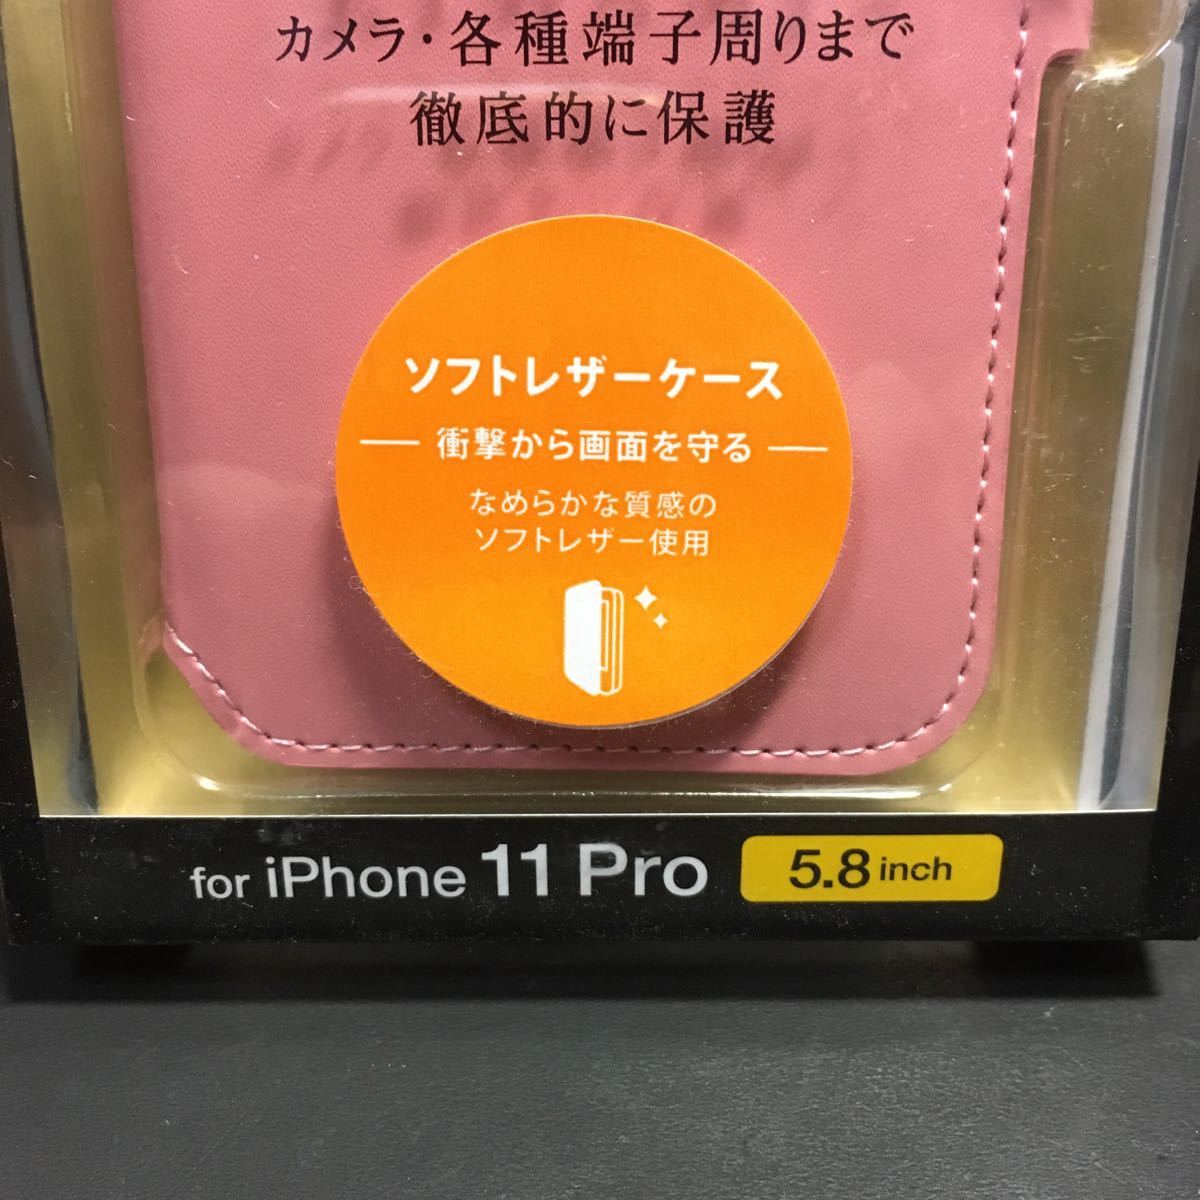 カメラ・各種端子周りまで
徹底的に保護
ソフトレザーケース
衝撃から画面を守る
なめらかな質感の
ソフトレザー使用
for iPhone 11 Pro 5.8 inch